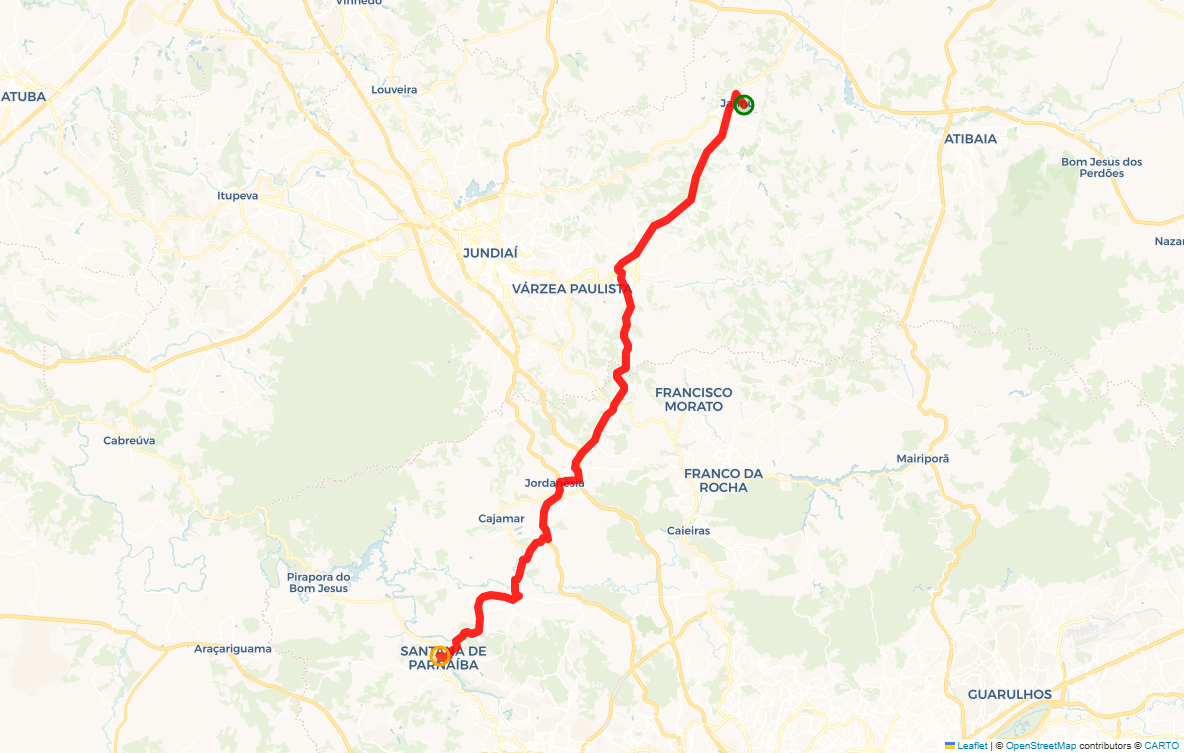 Vinhedo
Louveira
ATUBA
ATIBAIA
Bom Jesus dos
Perdões
Itupeva
JUNDIAÍ
Nazar
VÁRZEA PAULISTA
FRANCISCO
MORATO
Cabreúva
Mairiporã
FRANCO DA
ROCHA
Jordanésia
Cajamar
Caieiras
Pirapora do
Bom Jesus
Araçariguama
SANTANA DE
PARNAÍBA
GUARULHOS
Leaflet | © OpenStreetMap contributors © CARTO